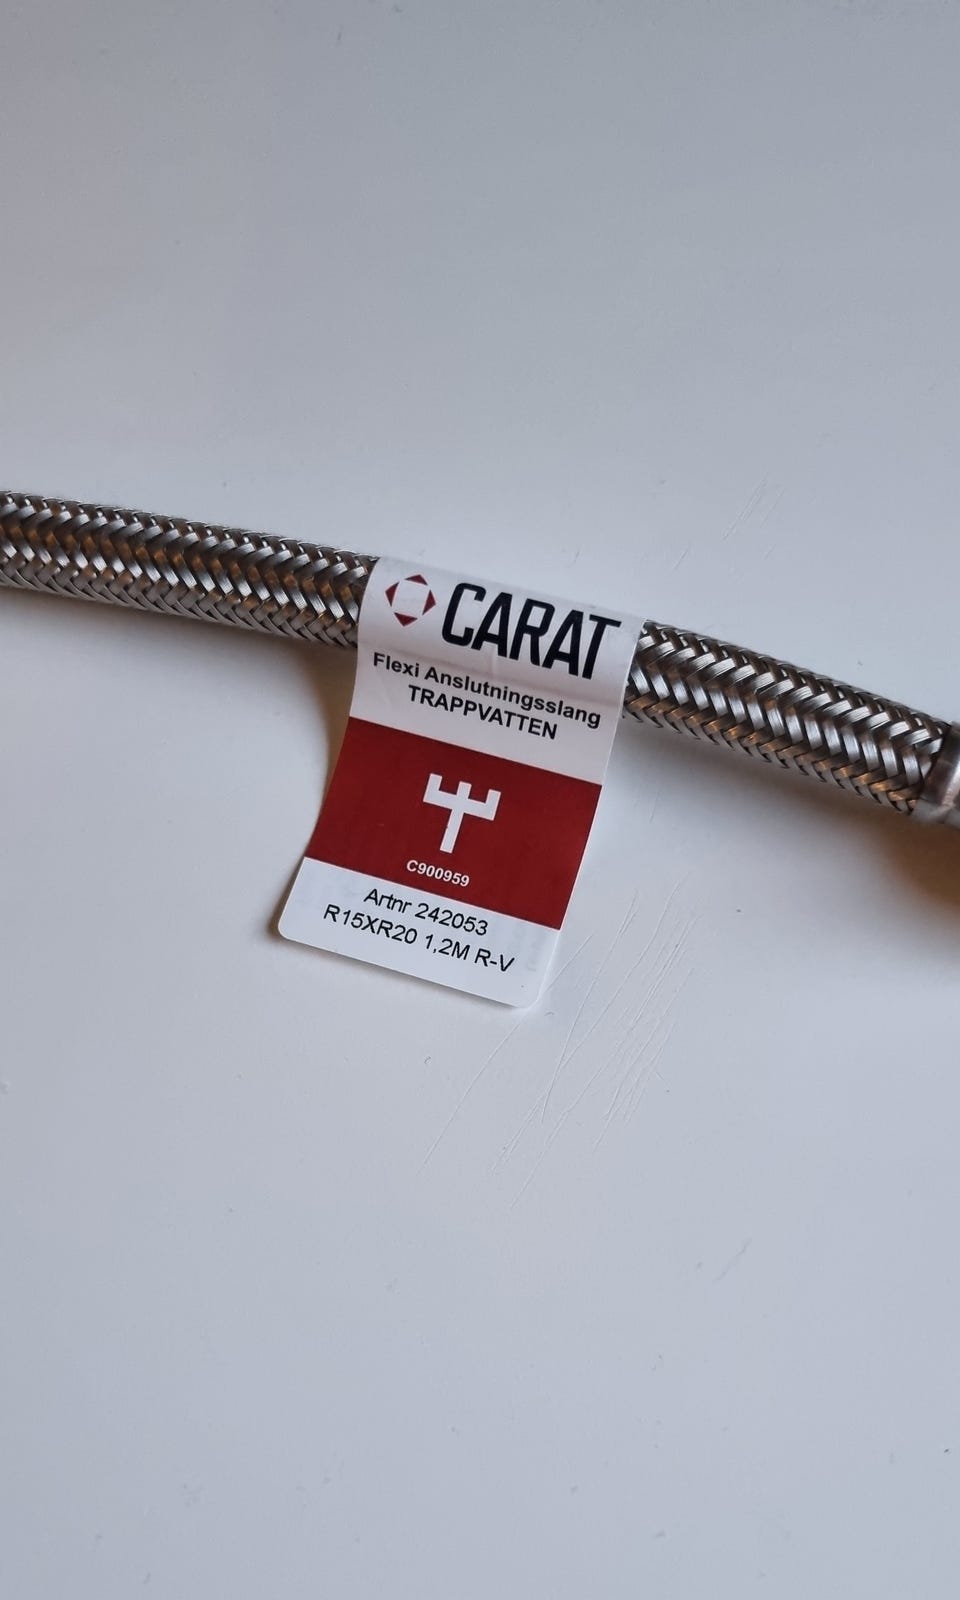 CARAT
Flexi Anslutningsslang
TRAPPVATTEN
C900959
Artnr 242053
R15XR20 1,2M R-V